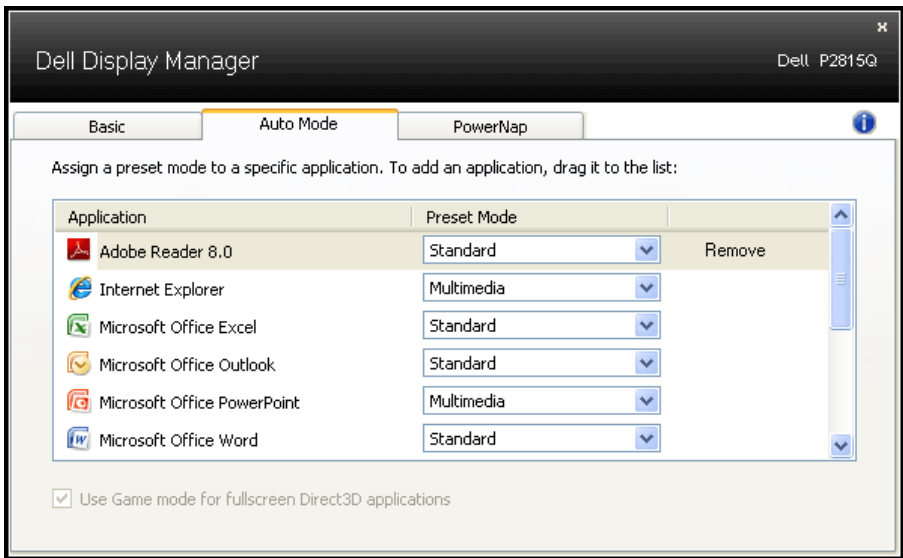 Dell Display Manager
Dell P2815Q
Basic
Auto Mode
PowerNap
Assign a preset mode to a specific application. To add an application, drag it to the list:
Application Preset Mode
Adobe Reader 8.0 Standard Remove
Internet Explorer Multimedia
Microsoft Office Excel Standard
Microsoft Office Outlook Standard
Microsoft Office PowerPoint Multimedia
Microsoft Office Word Standard
Use Game mode for fullscreen Direct3D applications